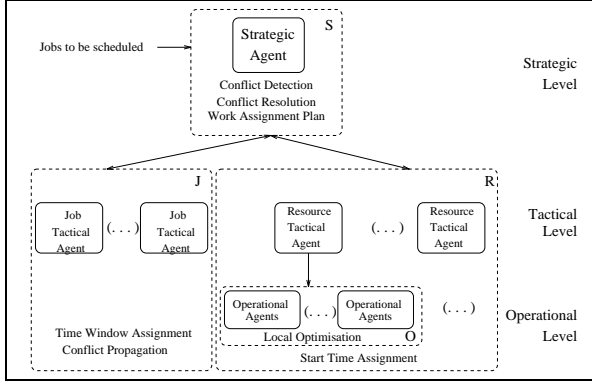 S
Strategic
Agent
Jobs to be scheduled
Strategic
Level
Conflict Detection
Conflict Resolution
Work Assignment Plan
J
R
Job
Tactical
Agent
(. . . )
Job
Tactical
Agent
Resource
Tactical
Agent
(. . . )
Resource
Tactical
Agent
Tactical
Level
Operational
Agents
(. . . )
Operational
Agents
(. . . )
Operational
Level
Local Optimisation
O
Time Window Assignment
Conflict Propagation
Start Time Assignment